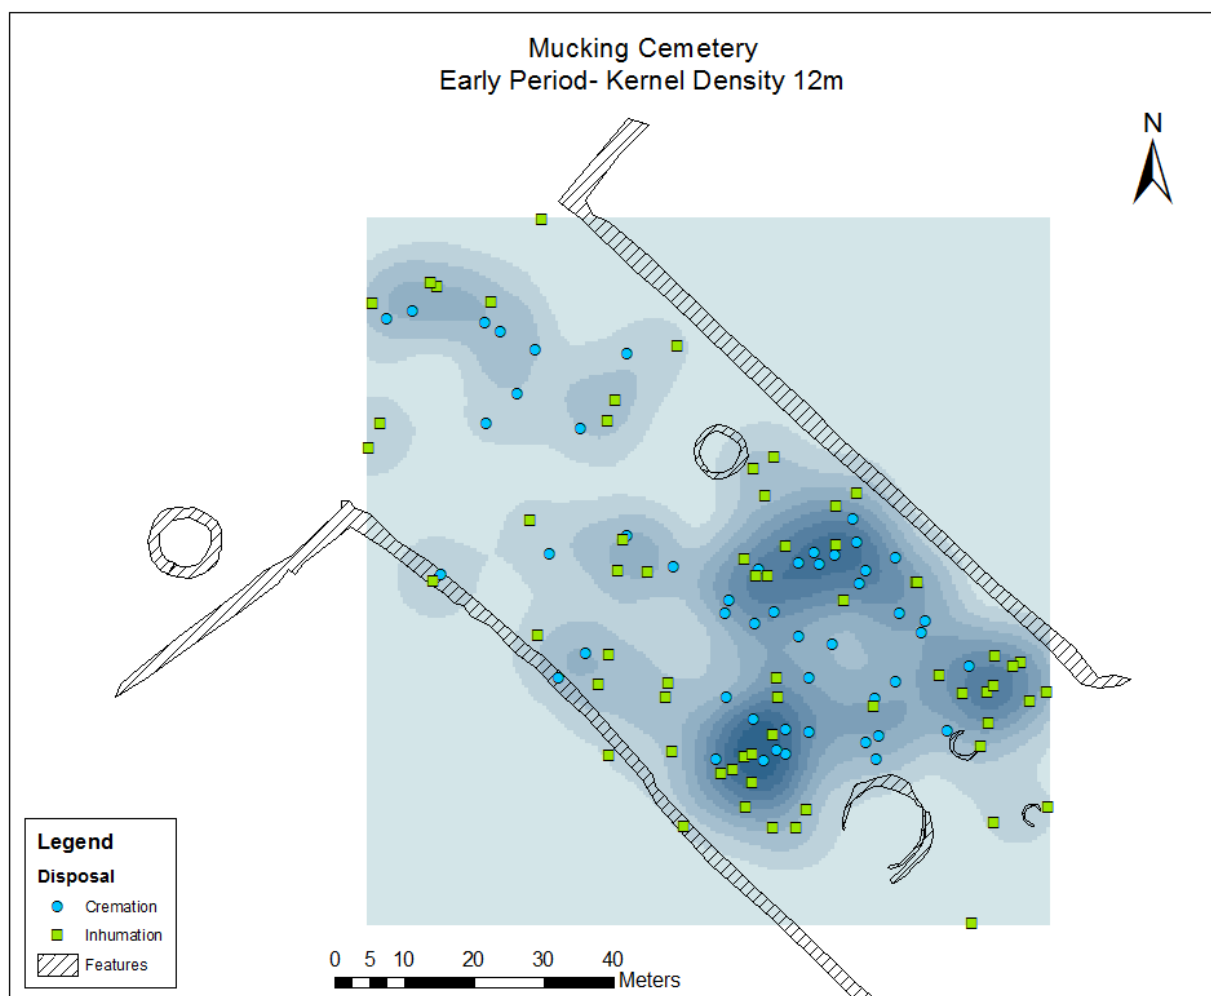 Mucking Cemetery
Early Period- Kernel Density 12m
N
Legend
Disposal
Cremation
Inhumation
Features
0 5 10 20 30 40
Meters